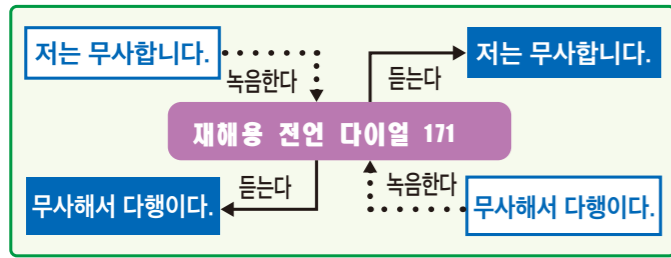 저는 무사합니다.
녹음한다
듣는다
저는 무사합니다.
재해용 전언 다이얼 171
무사해서 다행이다.
듣는다
녹음한다
무사해서 다행이다.